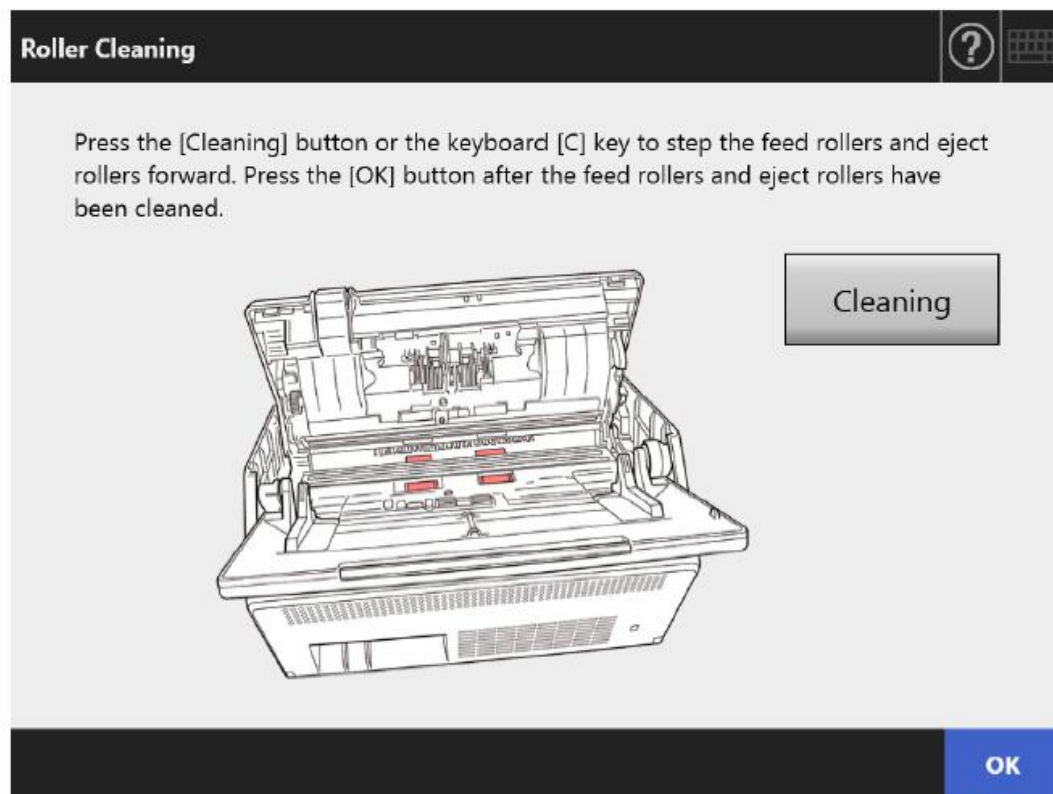 Roller Cleaning
?
Press the [Cleaning] button or the keyboard [C] key to step the feed rollers and eject
rollers forward. Press the [OK] button after the feed rollers and eject rollers have
been cleaned.
Cleaning
OK